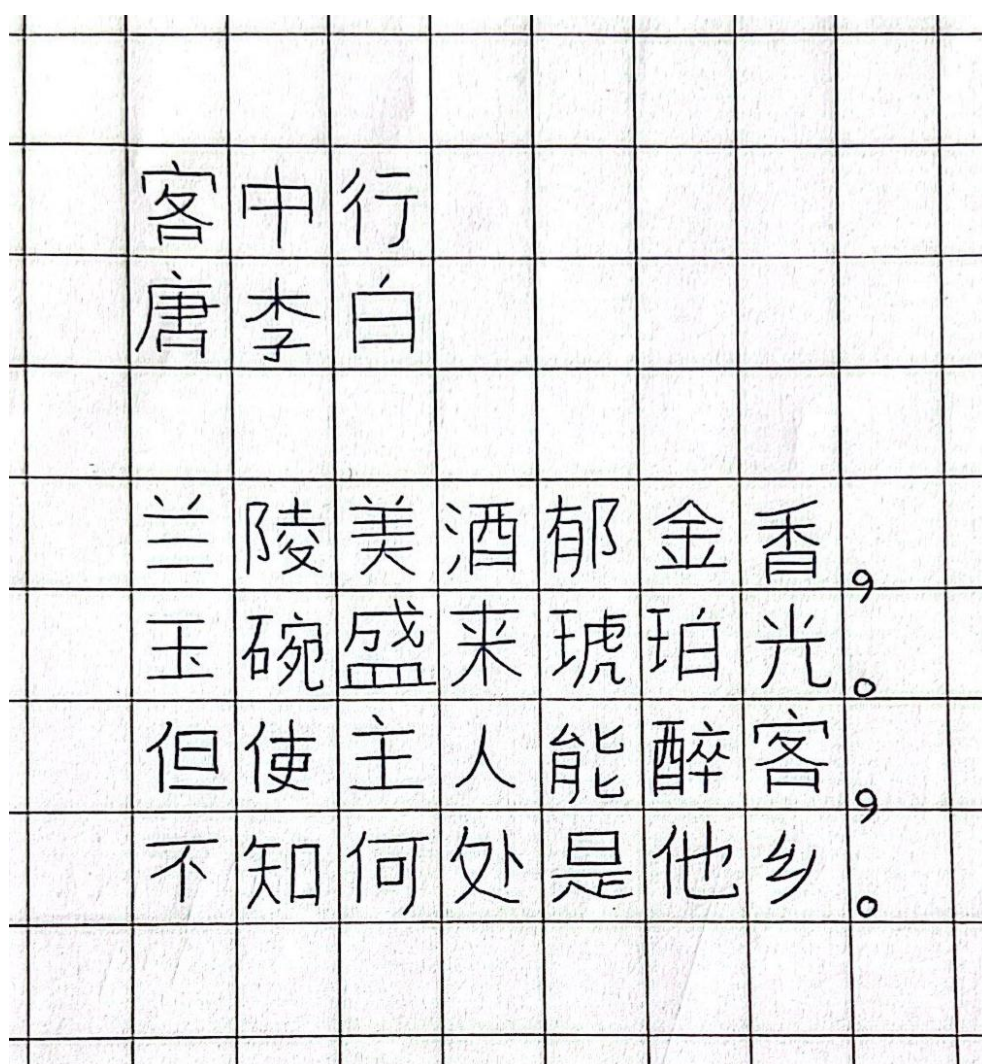 客中行
唐李白
兰陵美酒郁金香，
玉碗盛来琥珀光。
但使主人能醉客，
不知何处是他乡。